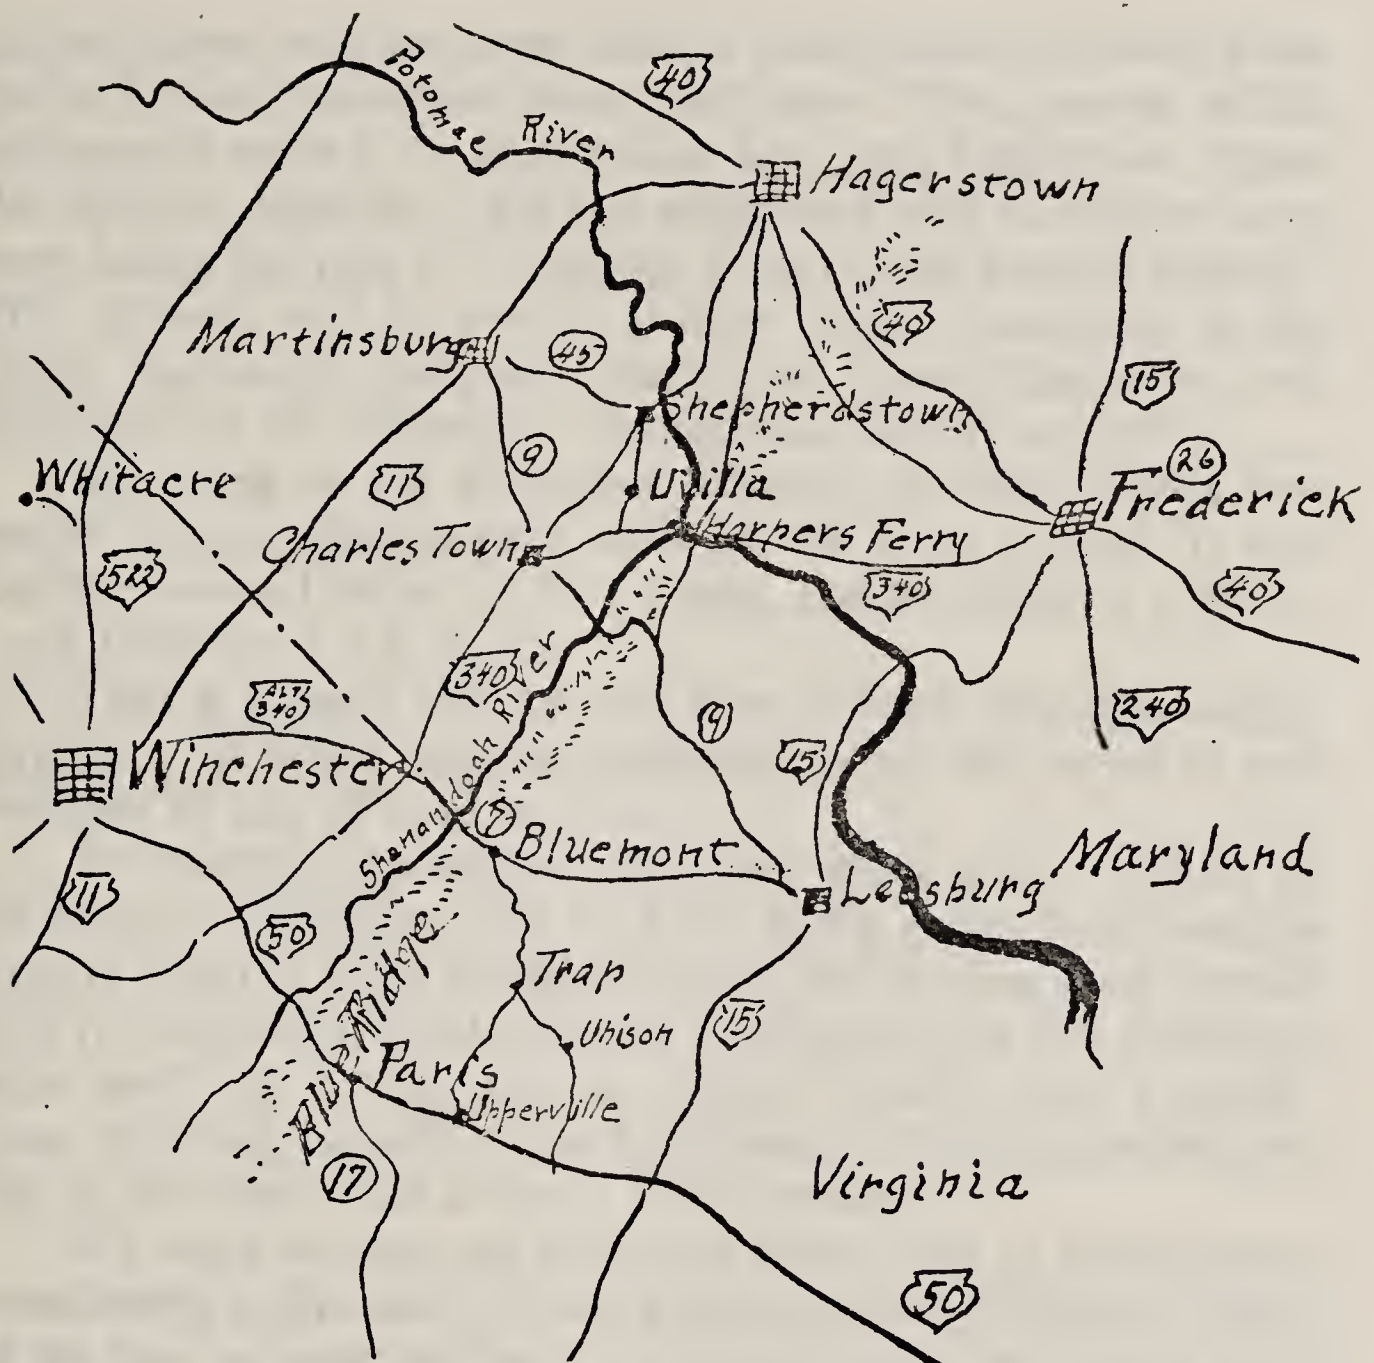 Potomac
River
40
Hagerstown
40
Martinsburg
45
15
Shepherdstown
9
26
Whitacre
11
Uvilla
Frederick
Harpers Ferry
Charles Town
522
340
40
340
ALT
340
9
240
15
Winchester
Shenandoah River
7
Bluemont
Maryland
11
Leesburg
50
Trap
15
Unison
Blue Ridge
Paris
Upperville
17
Virginia
50